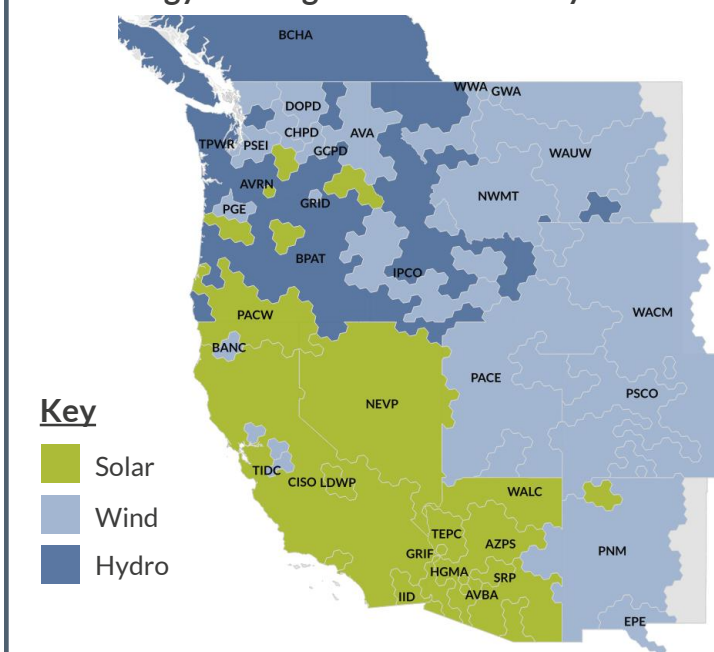 BCHA
WWA GWA
DOPD
CHPD AVA
TPWR PSEI GCPD WAUW
AVRN
PGE GRID NWMT
BPAT
IPCO
PACW WACM
BANC
PACE
NEVP PSCO
Key
Solar
TIDC CISO LDWP
WALC
Wind
TEPC AZPS
GRIF PNM
Hydro
HGMA SRP
IID AVBA
EPE